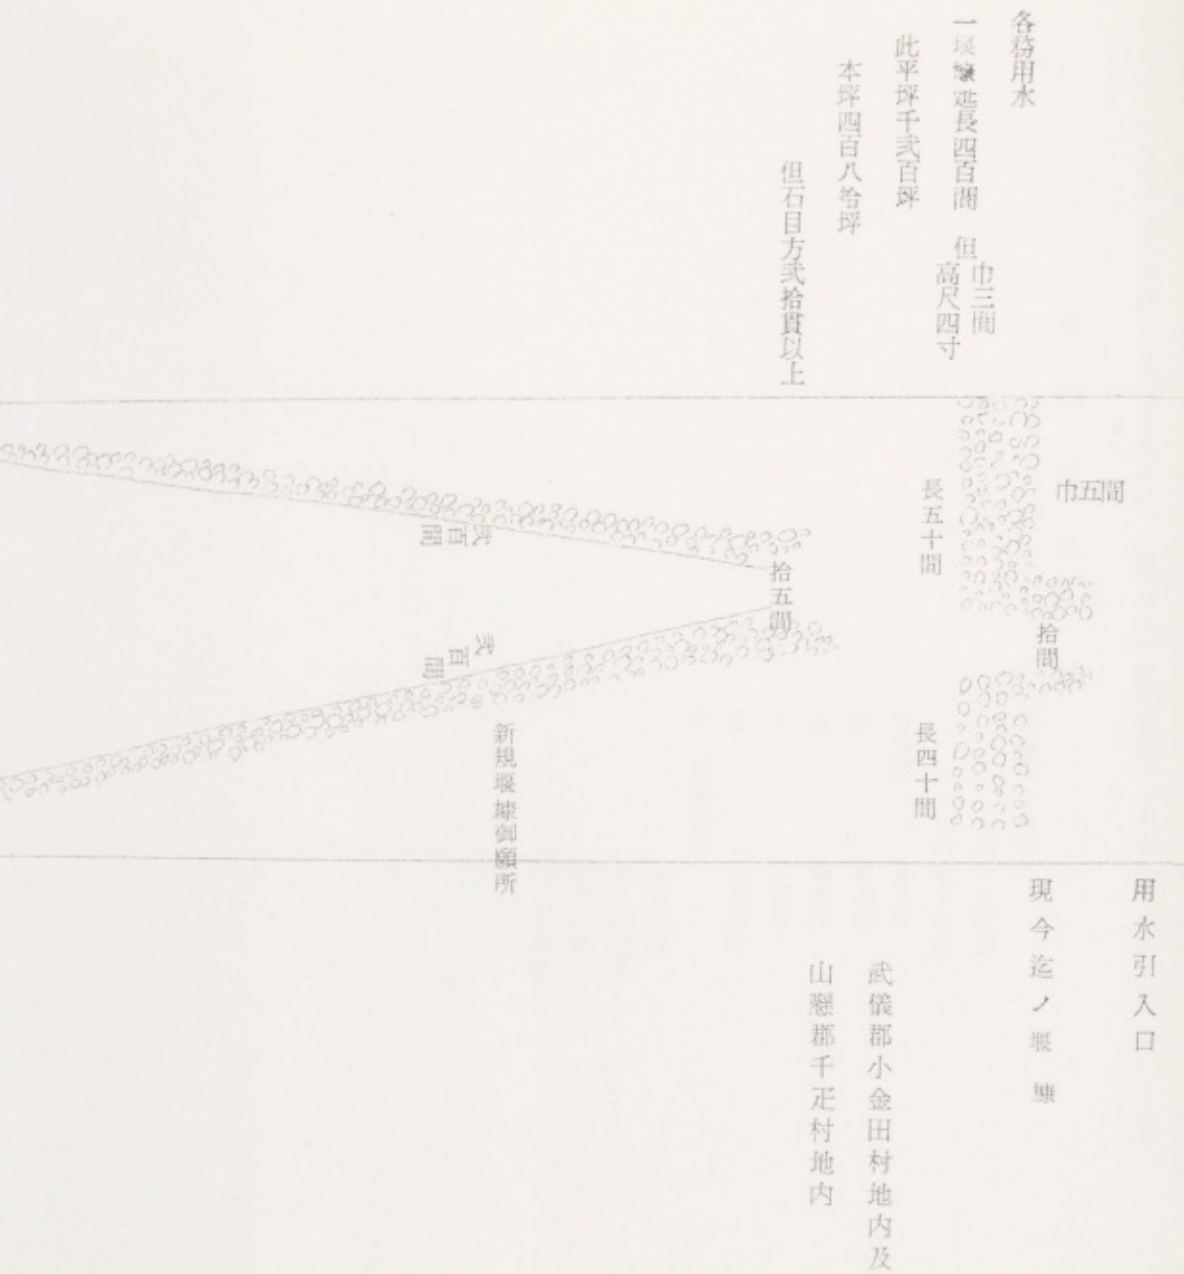 各務用水
一堰 延長四百間 但 巾三間 高尺四寸
此平坪千弐百坪
本坪四百八拾坪
但石目方弐拾貫以上
巾五間
長五十間
拾間
長四十間
拾五間
弐百間
弐百間
新規堰 御願所
用水引入口
現今迄ノ堰
武儀郡小金田村地内及
山縣郡千疋村地内